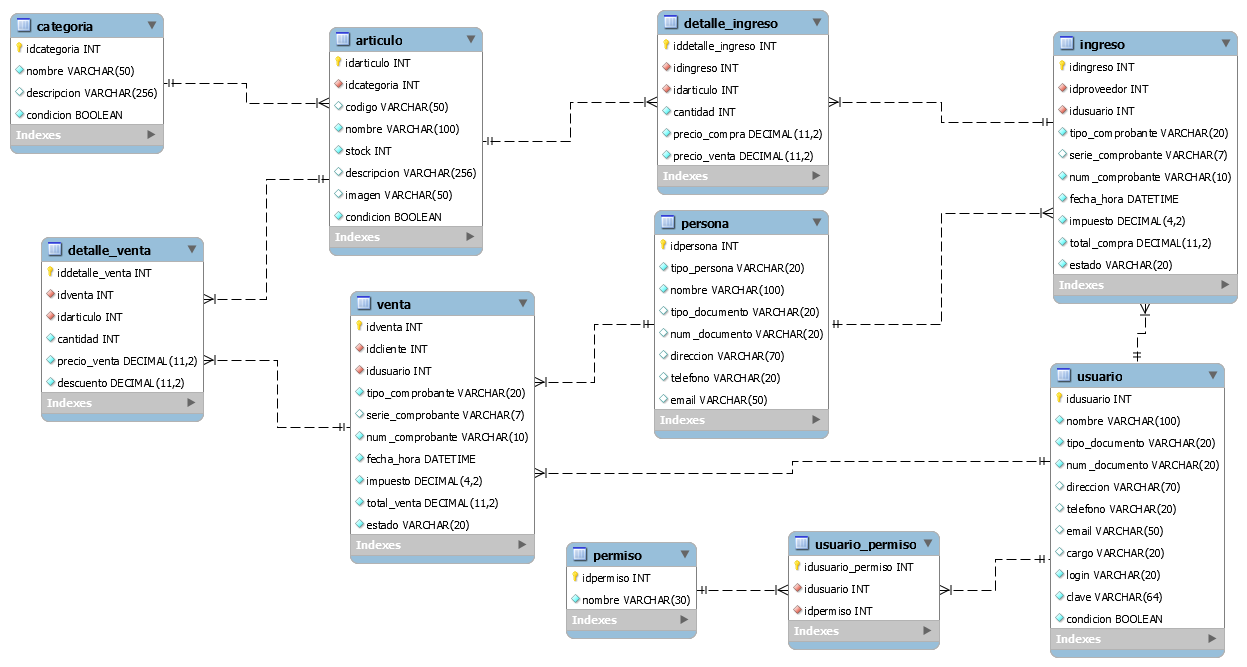 categoria
idcategoria INT
nombre VARCHAR(50)
descripcion VARCHAR(256)
condicion BOOLEAN
Indexes
articulo
idarticulo INT
idcategoria INT
codigo VARCHAR(50)
nombre VARCHAR(100)
stock INT
descripcion VARCHAR(256)
imagen VARCHAR(50)
condicion BOOLEAN
Indexes
detalle_ingreso
iddetalle_ingreso INT
idingreso INT
idarticulo INT
cantidad INT
precio_compra DECIMAL(11,2)
precio_venta DECIMAL(11,2)
Indexes
ingreso
idingreso INT
idproveedor INT
idusuario INT
tipo_comprobante VARCHAR(20)
serie_comprobante VARCHAR(7)
num_comprobante VARCHAR(10)
fecha_hora DATETIME
impuesto DECIMAL(4,2)
total_compra DECIMAL(11,2)
estado VARCHAR(20)
Indexes
detalle_venta
iddetalle_venta INT
idventa INT
idarticulo INT
cantidad INT
precio_venta DECIMAL(11,2)
descuento DECIMAL(11,2)
Indexes
venta
idventa INT
idcliente INT
idusuario INT
tipo_comprobante VARCHAR(20)
serie_comprobante VARCHAR(7)
num_comprobante VARCHAR(10)
fecha_hora DATETIME
impuesto DECIMAL(4,2)
total_venta DECIMAL(11,2)
estado VARCHAR(20)
Indexes
persona
idpersona INT
tipo_persona VARCHAR(20)
nombre VARCHAR(100)
tipo_documento VARCHAR(20)
num_documento VARCHAR(20)
direccion VARCHAR(70)
telefono VARCHAR(20)
email VARCHAR(50)
Indexes
usuario
idusuario INT
nombre VARCHAR(100)
tipo_documento VARCHAR(20)
num_documento VARCHAR(20)
direccion VARCHAR(70)
telefono VARCHAR(20)
email VARCHAR(50)
cargo VARCHAR(20)
login VARCHAR(20)
clave VARCHAR(64)
condicion BOOLEAN
Indexes
permiso
idpermiso INT
nombre VARCHAR(30)
Indexes
usuario_permiso
idusuario_permiso INT
idusuario INT
idpermiso INT
Indexes